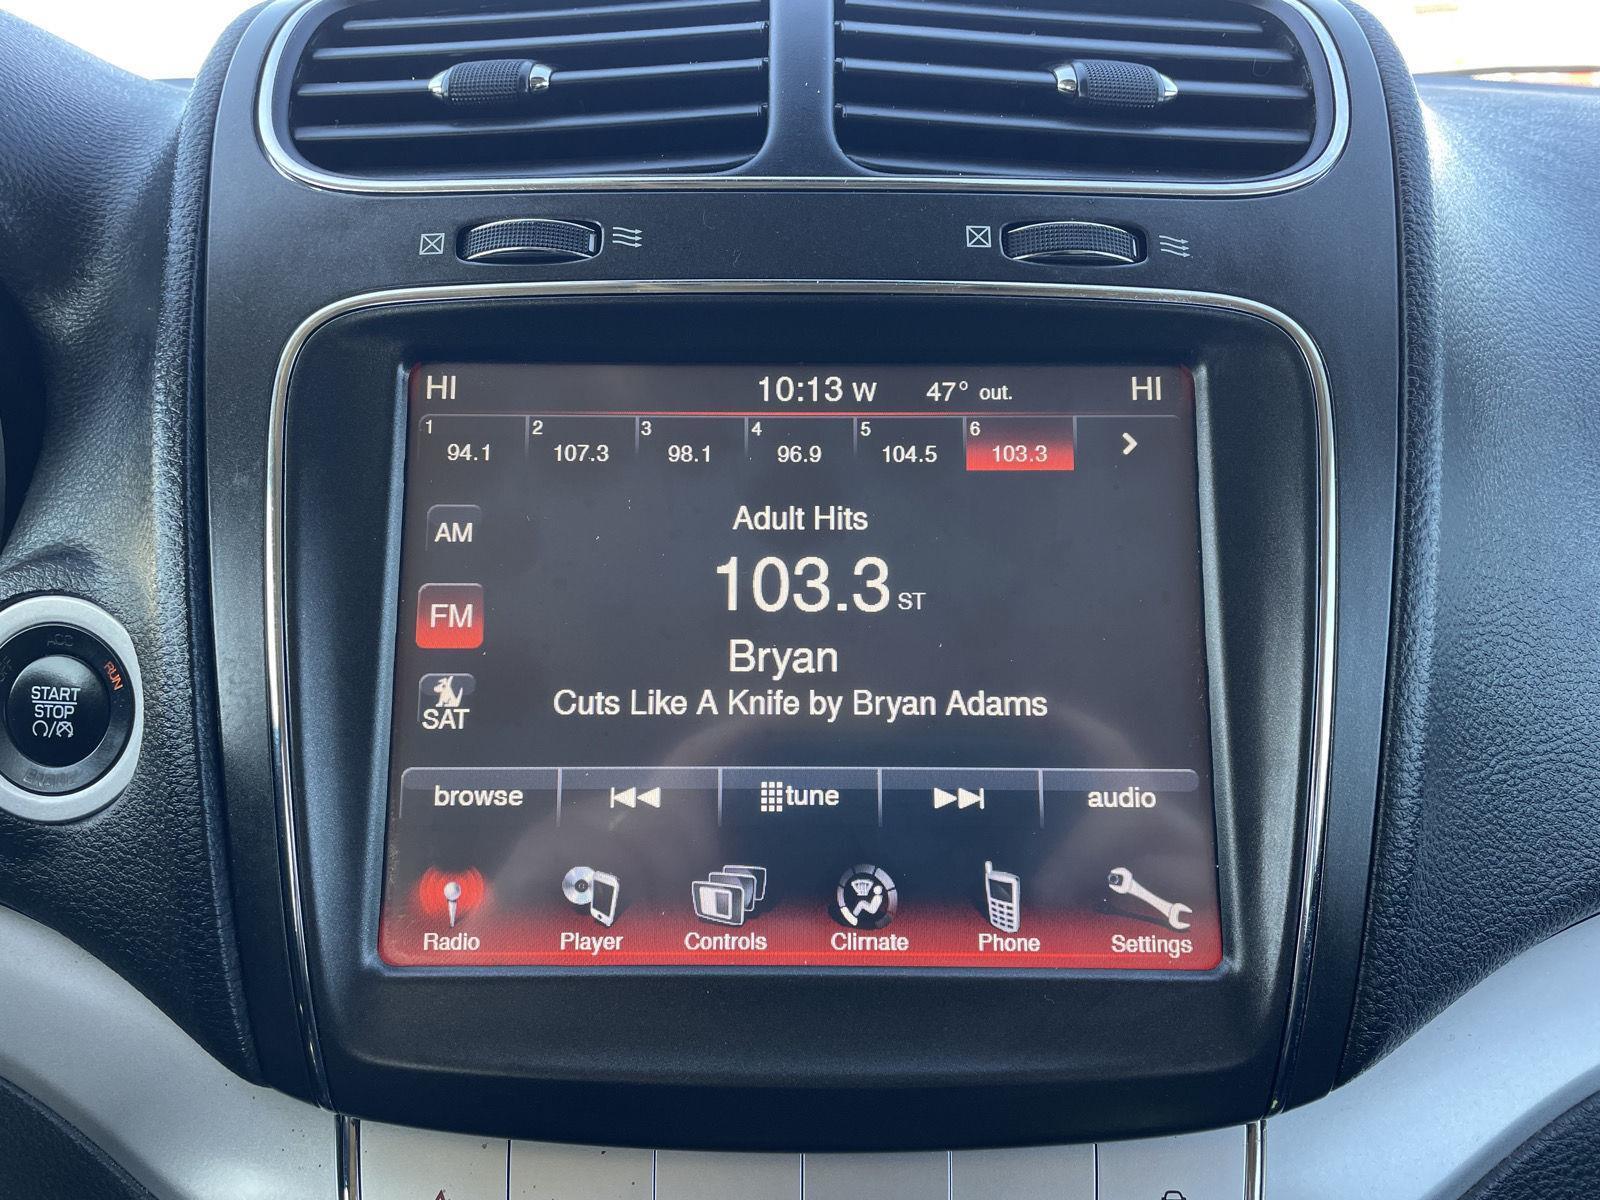 HI 10:13 W 47° out. HI
1 2 3 4 5 6
94.1 107.3 98.1 96.9 104.5 103.3
Adult Hits
AM
103.3 ST
FM
Bryan
SAT
Cuts Like A Knife by Bryan Adams
ACC
RUN
START
STOP
browse tune audio
Radio Player Controls Climate Phone Settings